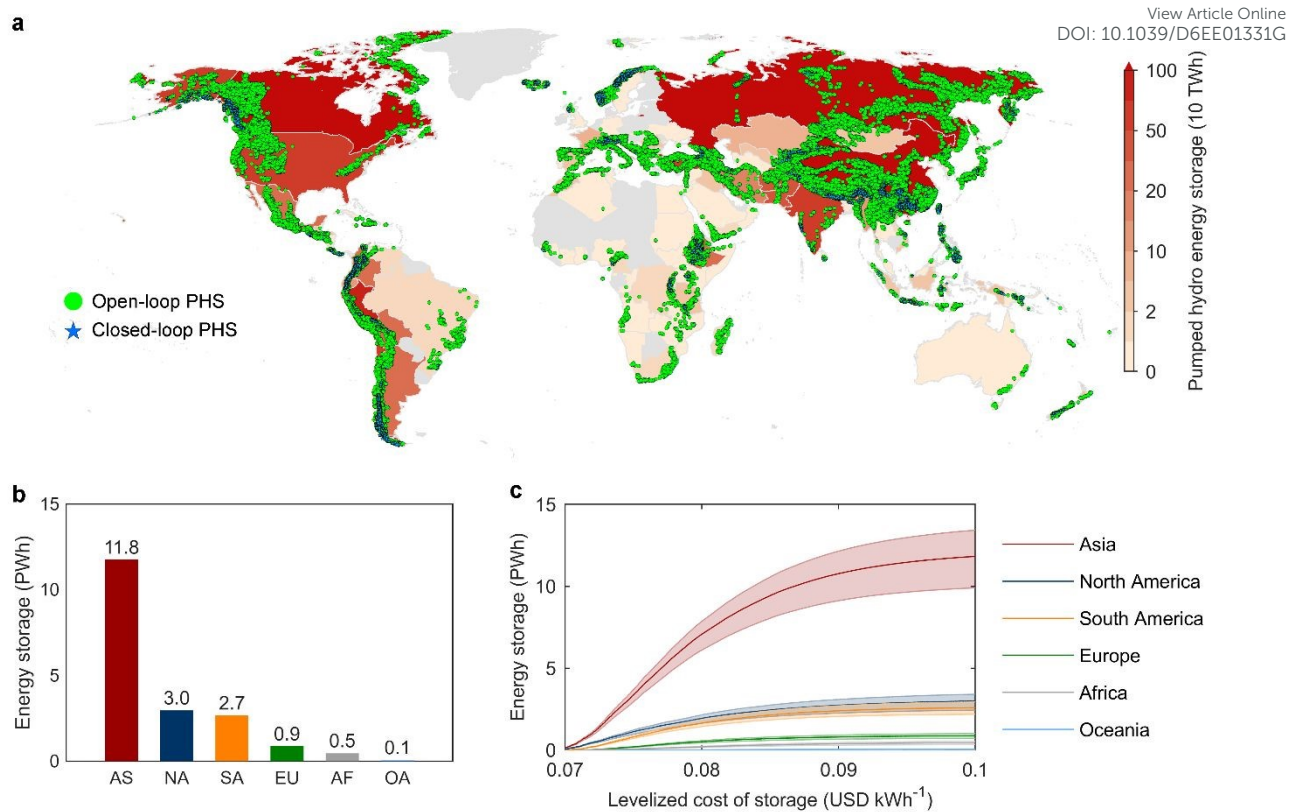 View Article Online
DOI: 10.1039/D6EE01331G
a
Open-loop PHS
Closed-loop PHS
100
50
20
10
2
0
Pumped hydro energy storage (10 TWh)
b
15
10
5
0
Energy storage (PWh)
11.8
3.0
2.7
0.9
0.5
0.1
AS
NA
SA
EU
AF
OA
c
15
10
5
0
Energy storage (PWh)
0.07
0.08
0.09
0.1
Levelized cost of storage (USD kWh⁻¹)
Asia
North America
South America
Europe
Africa
Oceania